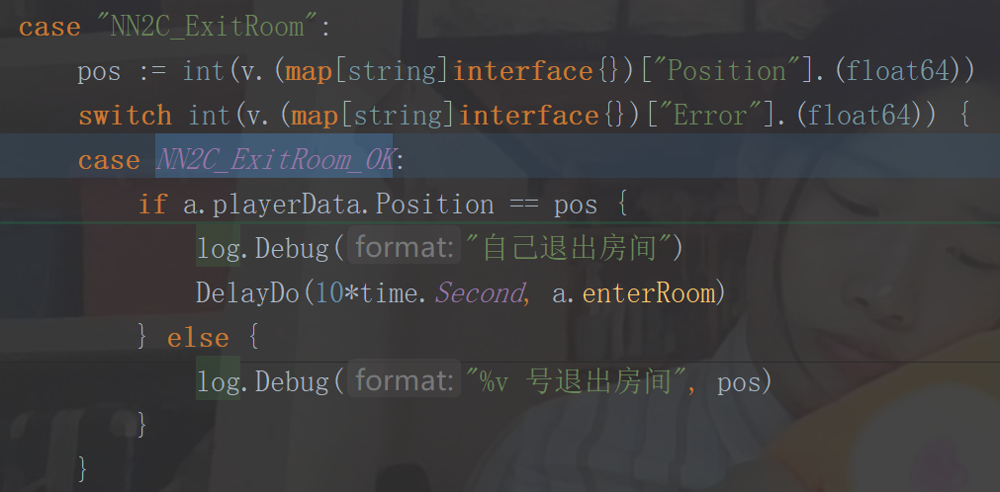 case "NN2C_ExitRoom":
    pos := int(v.(map[string]interface{})["Position"].(float64))
    switch int(v.(map[string]interface{})["Error"].(float64)) {
    case NN2C_ExitRoom_OK:
        if a.playerData.Position == pos {
            log.Debug( format: "自己退出房间")
            DelayDo(10*time.Second, a.enterRoom)
        } else {
            log.Debug( format: "%v 号退出房间", pos)
        }
    }